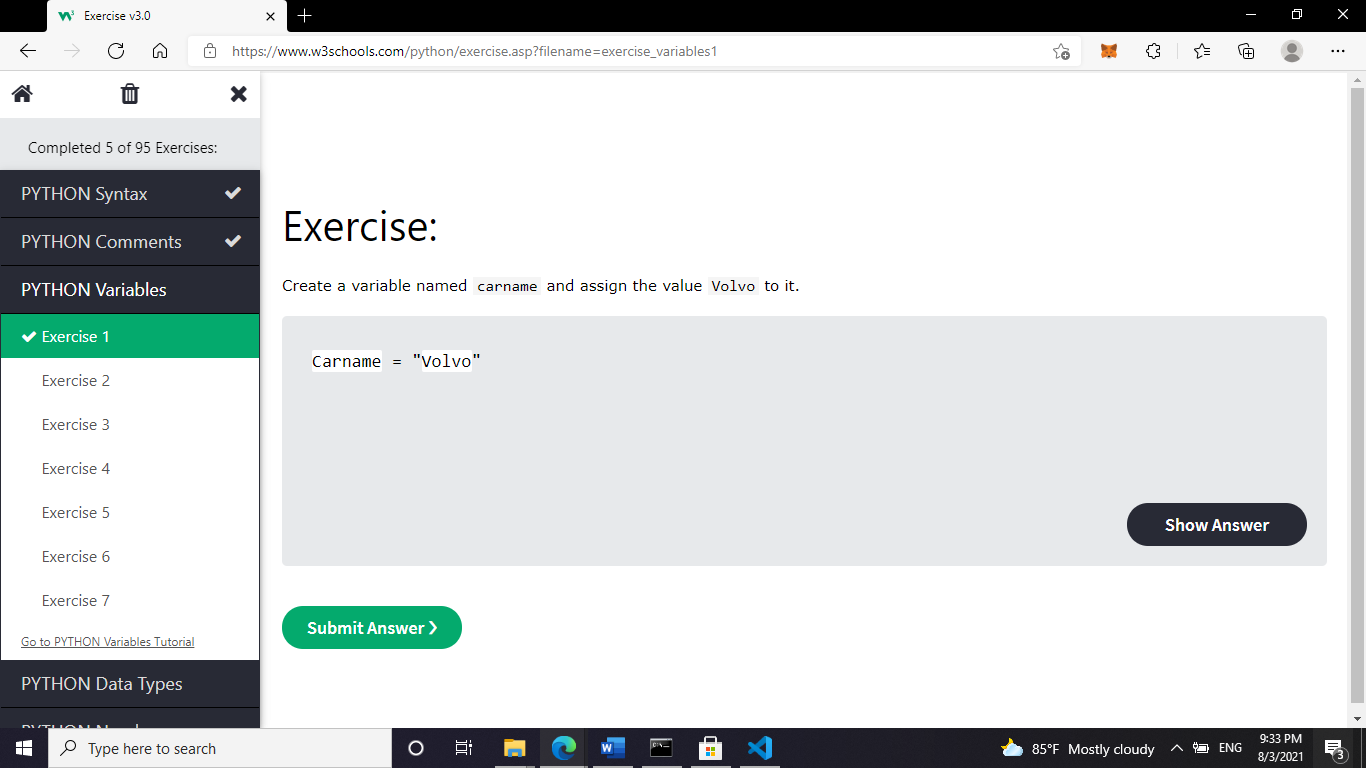 Exercise v3.0
https://www.w3schools.com/python/exercise.asp?filename=exercise_variables1
Completed 5 of 95 Exercises:
PYTHON Syntax
PYTHON Comments
PYTHON Variables
Exercise 1
Exercise 2
Exercise 3
Exercise 4
Exercise 5
Exercise 6
Exercise 7
Go to PYTHON Variables Tutorial
PYTHON Data Types
Exercise:
Create a variable named carname and assign the value Volvo to it.
Carname = "Volvo"
Show Answer
Submit Answer ❯
Type here to search
85°F Mostly cloudy
ENG
9:33 PM
8/3/2021
3